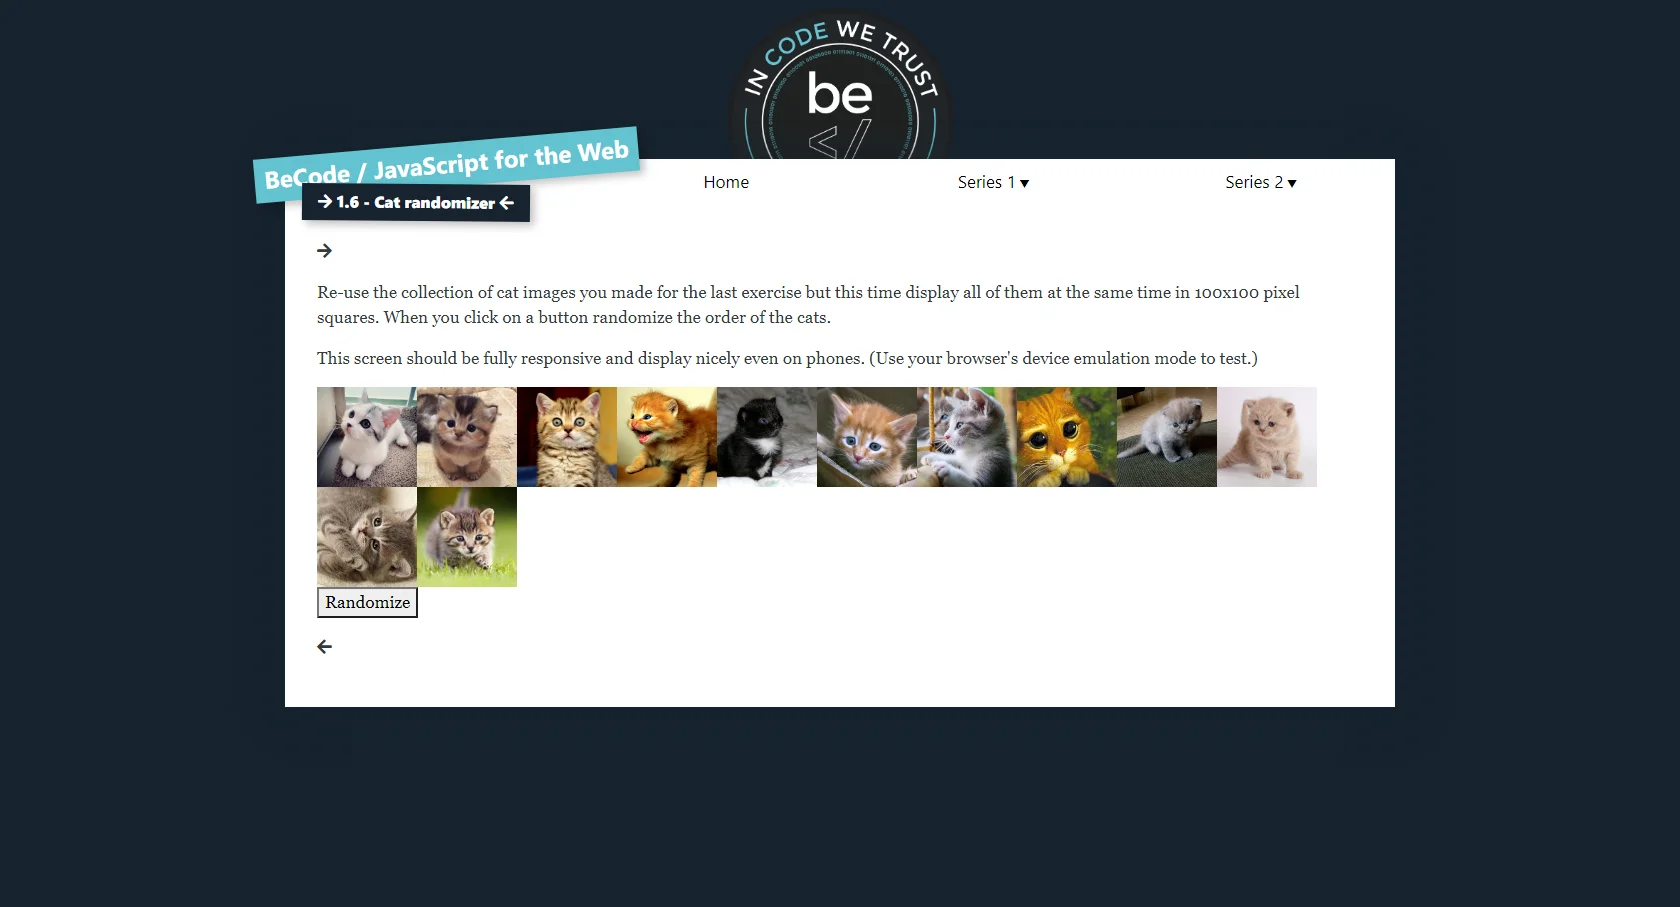 IN CODE WE TRUST
be
</
BeCode / JavaScript for the Web
→ 1.6 - Cat randomizer ←
Home Series 1 ▾ Series 2 ▾
→
Re-use the collection of cat images you made for the last exercise but this time display all of them at the same time in 100x100 pixel
squares. When you click on a button randomize the order of the cats.
This screen should be fully responsive and display nicely even on phones. (Use your browser's device emulation mode to test.)
Randomize
←